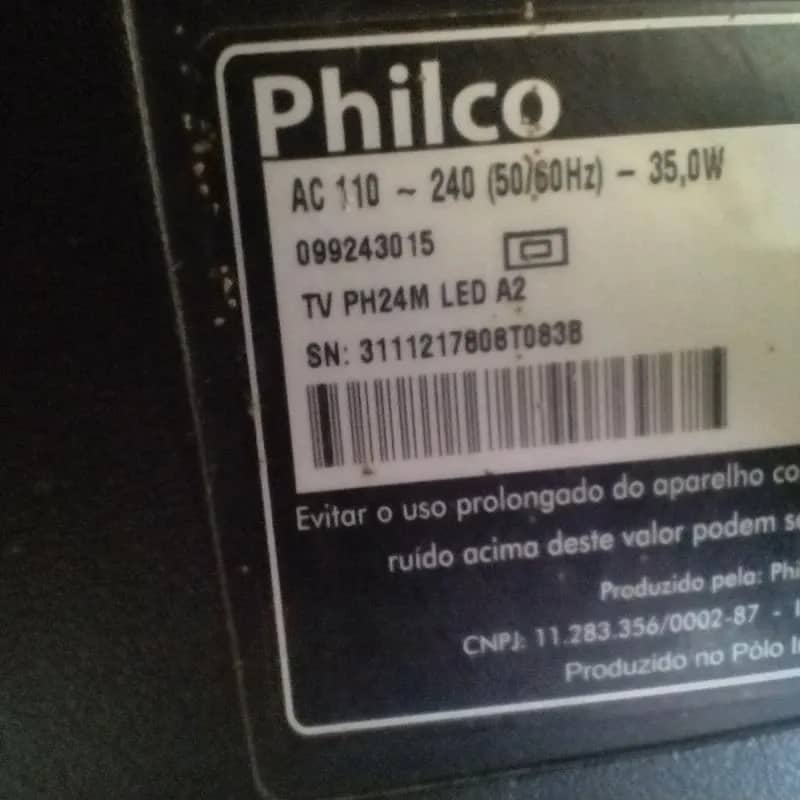 Philco
AC 110 ~ 240 (50/60Hz) - 35,0W
099243015
TV PH24M LED A2
SN: 3111217808T083B
Evitar o uso prolongado do aparelho co
ruído acima deste valor podem se
Produzido pela: Phi
CNPJ: 11.283.356/0002-87 -
Produzido no Pólo I